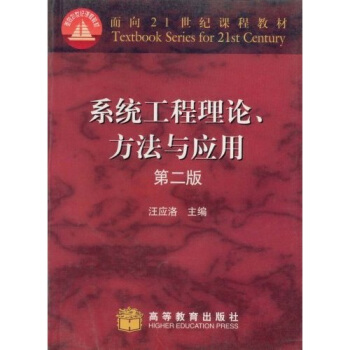 面向21世纪课程教材
Textbook Series for 21st Century
系统工程理论、
方法与应用
第二版
汪应洛 主编
高等教育出版社
HIGHER EDUCATION PRESS